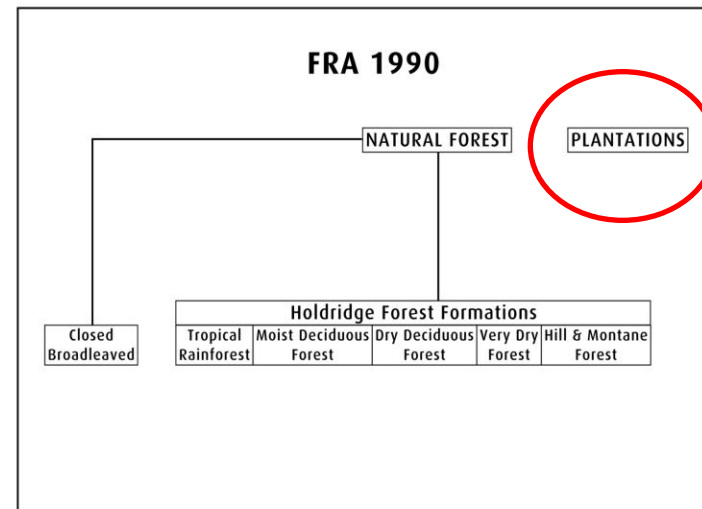 FRA 1990
NATURAL FOREST
PLANTATIONS
Holdridge Forest Formations
Closed
Broadleaved
Tropical
Rainforest
Moist Deciduous
Forest
Dry Deciduous
Forest
Very Dry
Forest
Hill & Montane
Forest